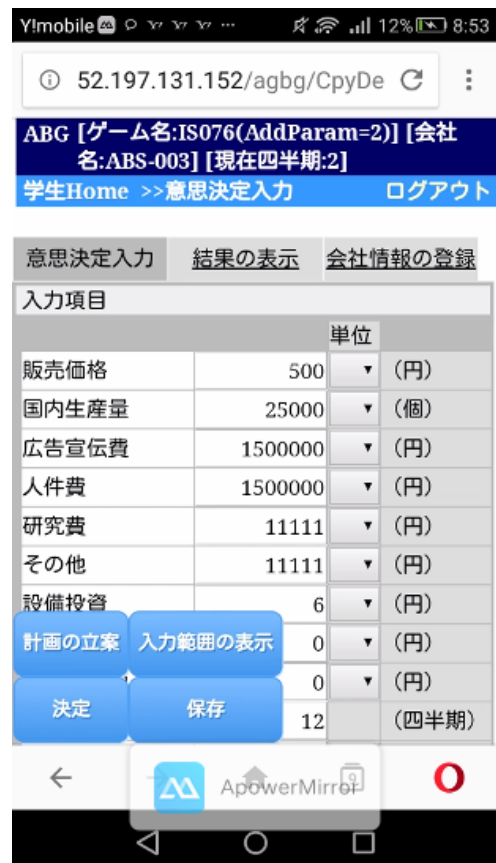 Y!mobile 12% 8:53
52.197.131.152/agbg/CpyDe
ABG [ゲーム名:IS076(AddParam=2)] [会社
名:ABS-003] [現在四半期:2]
学生Home >>意思決定入力 ログアウト
意思決定入力 結果の表示 会社情報の登録
入力項目
単位
販売価格 500 (円)
国内生産量 25000 (個)
広告宣伝費 1500000 (円)
人件費 1500000 (円)
研究費 11111 (円)
その他 11111 (円)
設備投資 6 (円)
計画の立案 入力範囲の表示 0 (円)
0 (円)
決定 保存 12 (四半期)
ApowerMirror 9